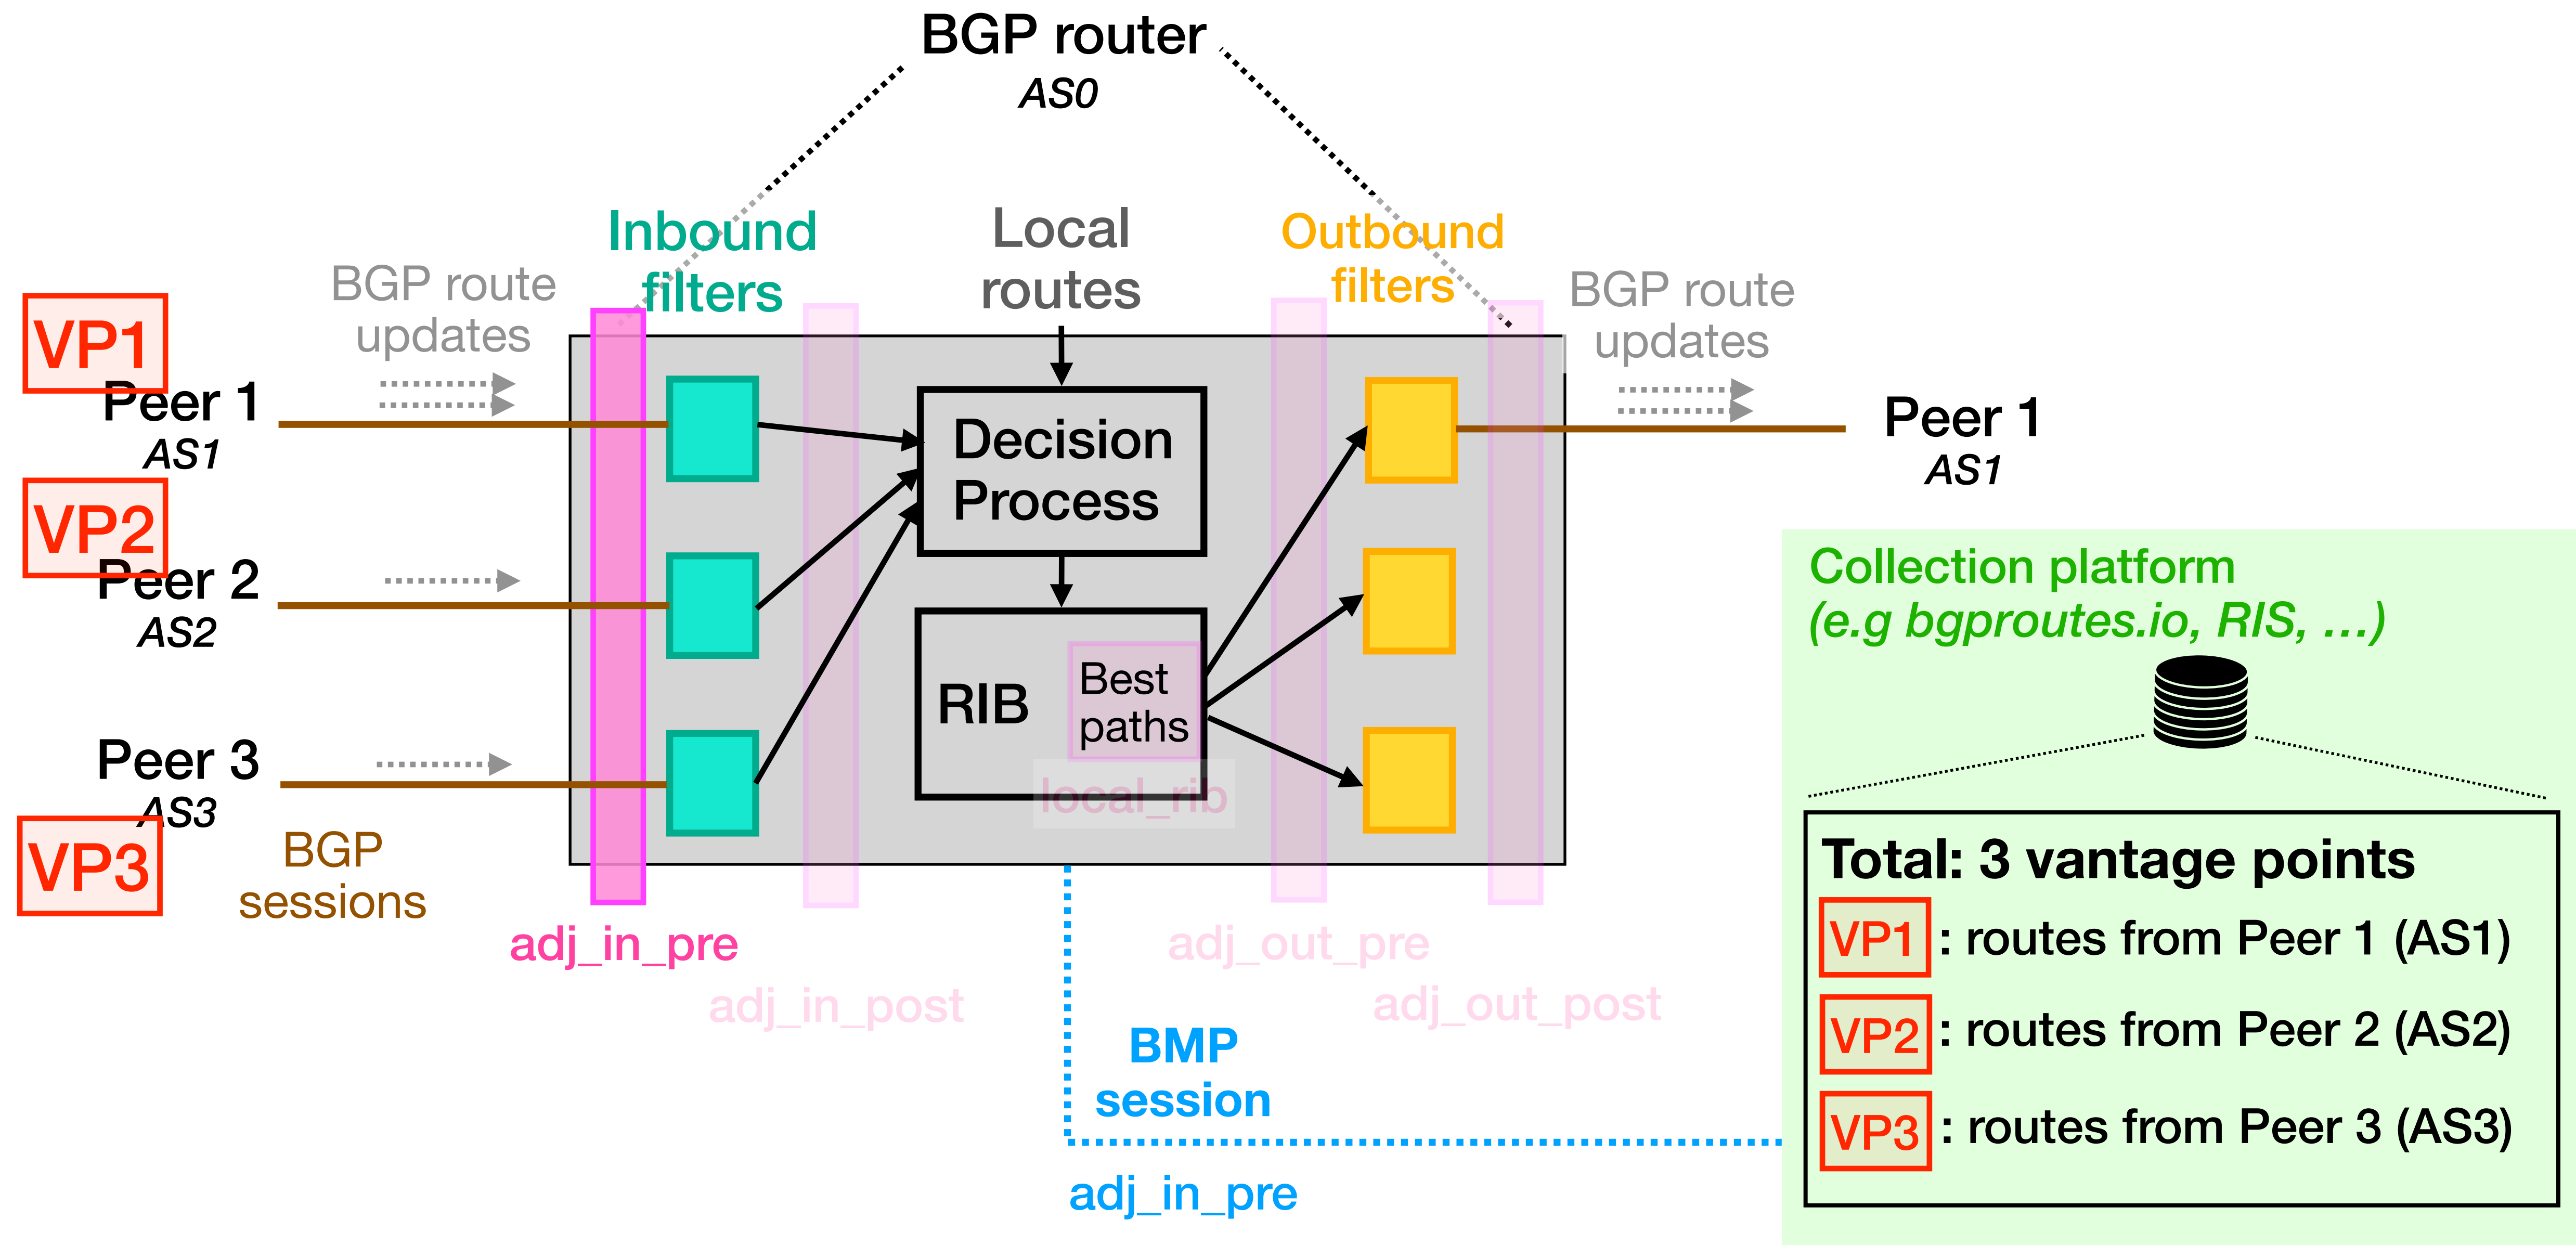 BGP router
AS0
Inbound
filters
Local
routes
Outbound
filters
BGP route
updates
BGP route
updates
VP1
Peer 1
AS1
VP2
Peer 2
AS2
Peer 3
AS3
VP3
BGP
sessions
Decision
Process
RIB
Best
paths
local_rib
Peer 1
AS1
adj_in_pre
adj_in_post
adj_out_pre
adj_out_post
BMP
session
adj_in_pre
Collection platform
(e.g bgproutes.io, RIS, ...)
Total: 3 vantage points
VP1 : routes from Peer 1 (AS1)
VP2 : routes from Peer 2 (AS2)
VP3 : routes from Peer 3 (AS3)